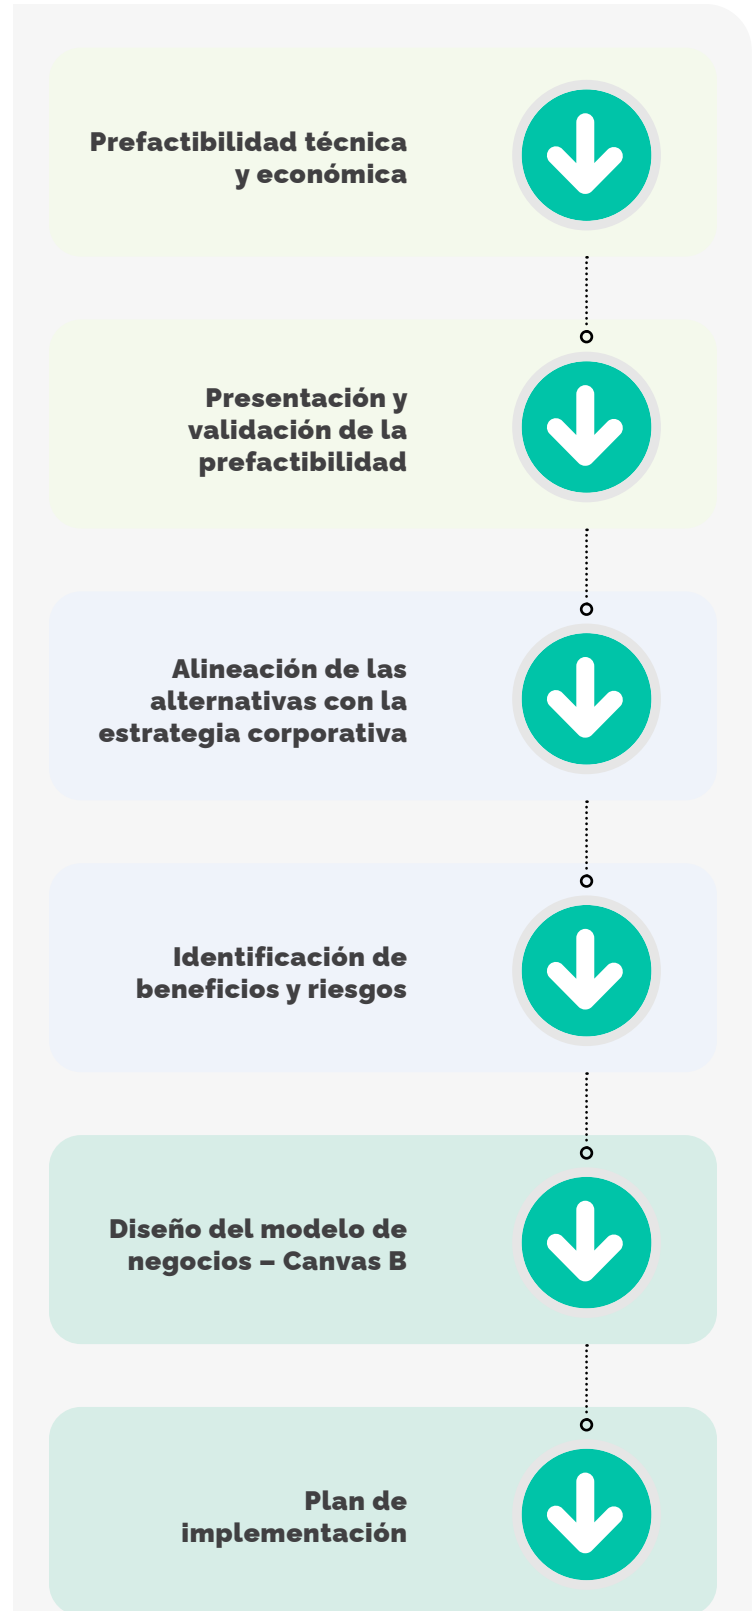 Prefactibilidad técnica
y económica
Presentación y
validación de la
prefactibilidad
Alineación de las
alternativas con la
estrategia corporativa
Identificación de
beneficios y riesgos
Diseño del modelo de
negocios – Canvas B
Plan de
implementación